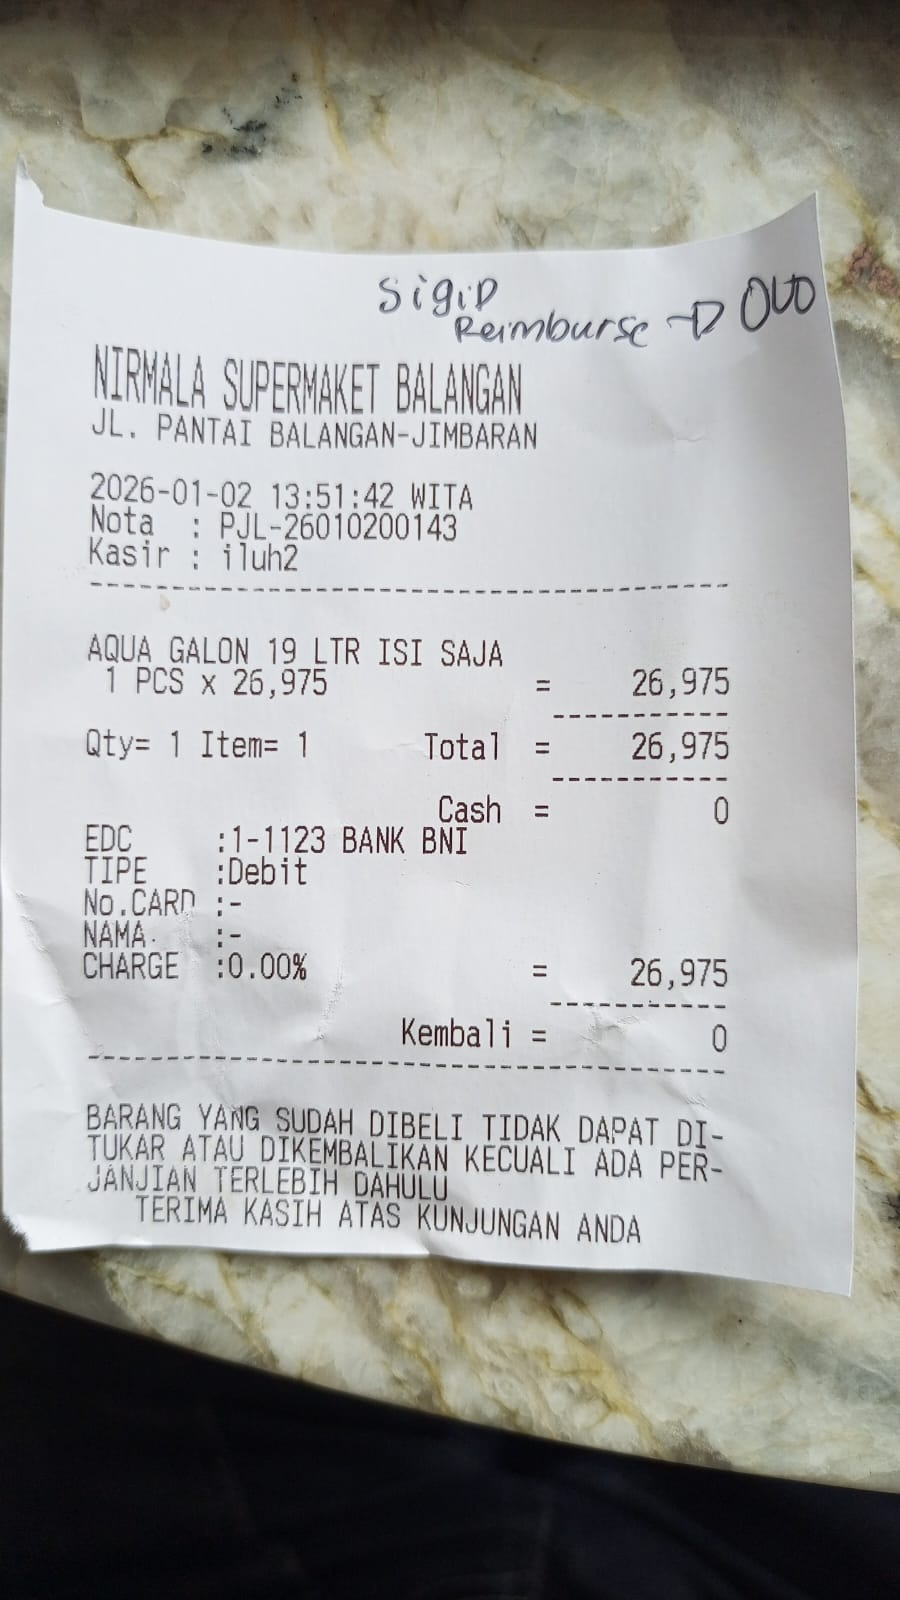 SigiD
Reimburse → OVO
NIRMALA SUPERMAKET BALANGAN
JL. PANTAI BALANGAN-JIMBARAN
2026-01-02 13:51:42 WITA
Nota : PJL-26010200143
Kasir : iluh2
AQUA GALON 19 LTR ISI SAJA
1 PCS x 26,975 = 26,975
Qty= 1 Item= 1 Total = 26,975
Cash = 0
EDC :1-1123 BANK BNI
TIPE :Debit
No.CARD :-
NAMA :-
CHARGE :0.00% = 26,975
Kembali = 0
BARANG YANG SUDAH DIBELI TIDAK DAPAT DI-
TUKAR ATAU DIKEMBALIKAN KECUALI ADA PER-
JANJIAN TERLEBIH DAHULU
TERIMA KASIH ATAS KUNJUNGAN ANDA